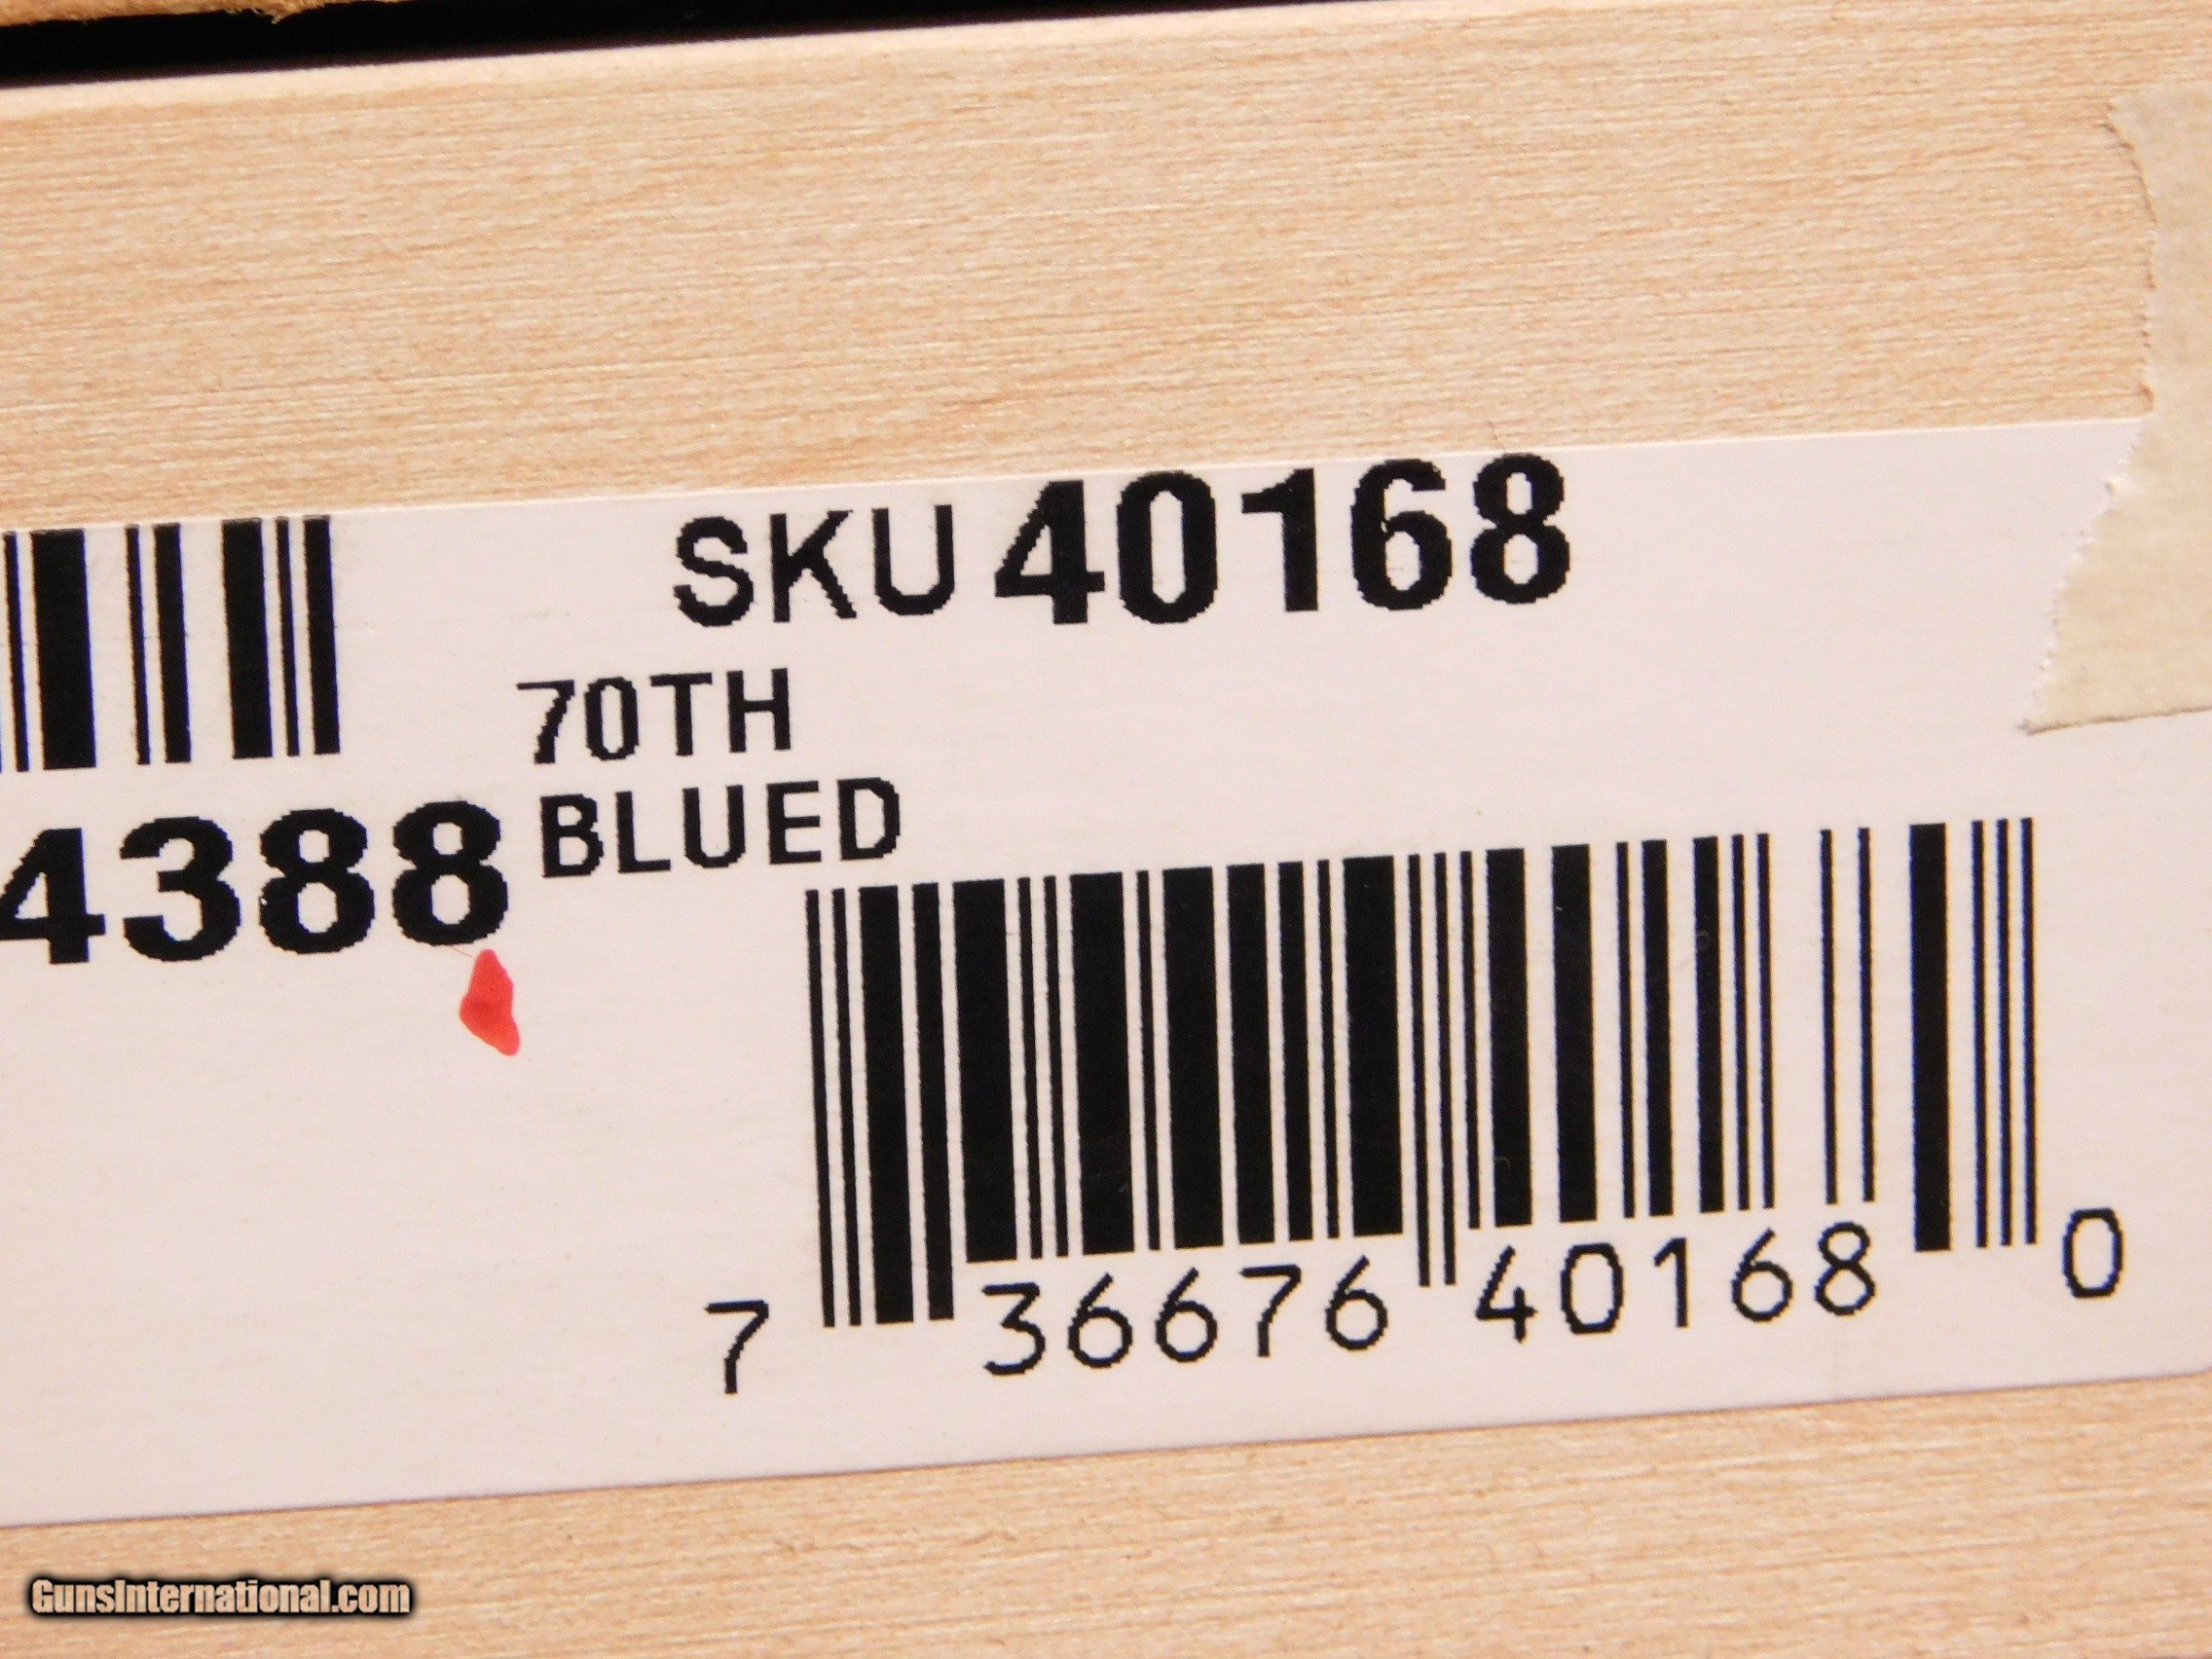 SKU 40168
70TH
4388 BLUED
7 36676 40168 0
GunsInternational.com